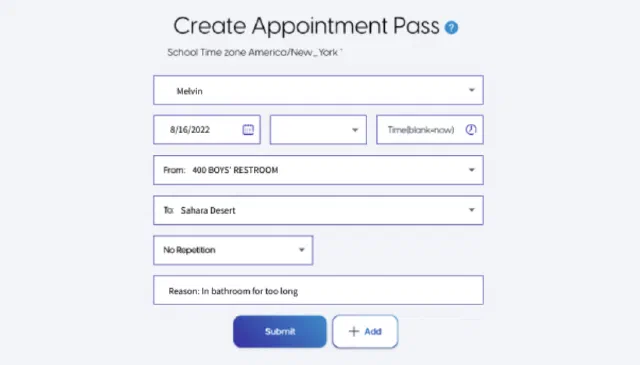 Create Appointment Pass ?
School Time zone America/New_York `
Melvin
8/16/2022
Time(blank=now)
From: 400 BOYS' RESTROOM
To: Sahara Desert
No Repetition
Reason: In bathroom for too long
Submit
+ Add